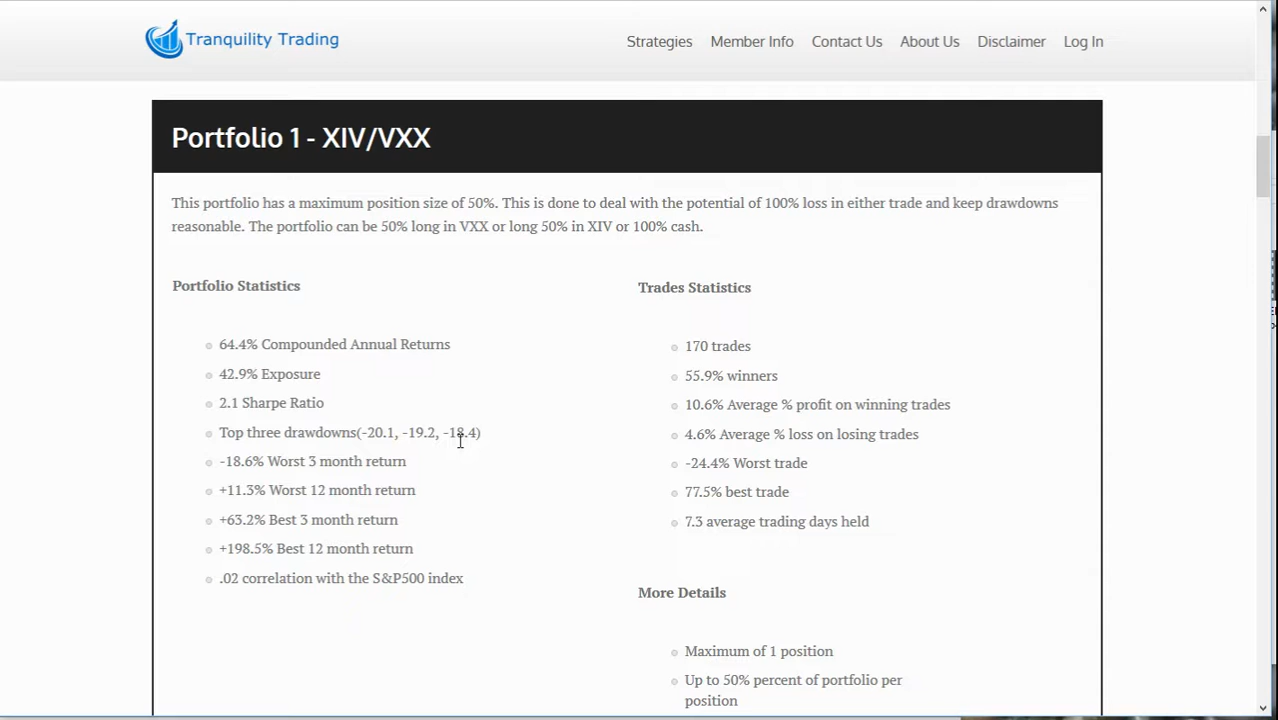 Tranquility Trading
Strategies Member Info Contact Us About Us Disclaimer Log In
Portfolio 1 - XIV/VXX
This portfolio has a maximum position size of 50%. This is done to deal with the potential of 100% loss in either trade and keep drawdowns
reasonable. The portfolio can be 50% long in VXX or long 50% in XIV or 100% cash.
Portfolio Statistics
64.4% Compounded Annual Returns
42.9% Exposure
2.1 Sharpe Ratio
Top three drawdowns(-20.1, -19.2, -18.4)
-18.6% Worst 3 month return
+11.3% Worst 12 month return
+63.2% Best 3 month return
+198.5% Best 12 month return
.02 correlation with the S&P500 index
Trades Statistics
170 trades
55.9% winners
10.6% Average % profit on winning trades
4.6% Average % loss on losing trades
-24.4% Worst trade
77.5% best trade
7.3 average trading days held
More Details
Maximum of 1 position
Up to 50% percent of portfolio per
position